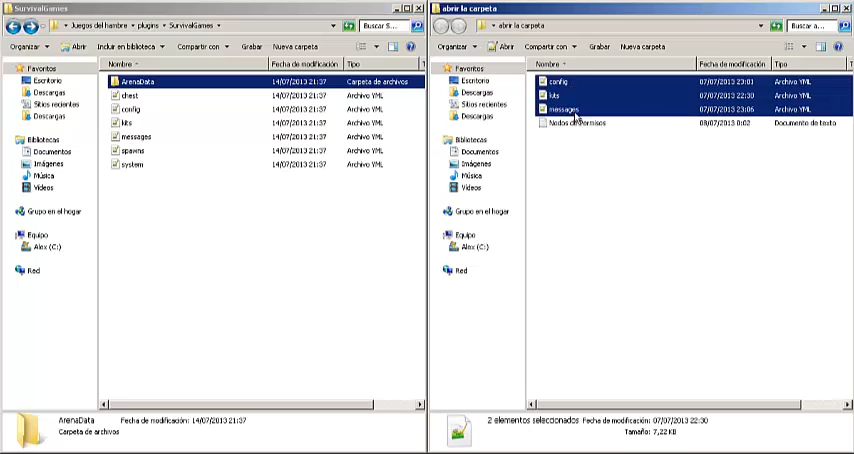 SurvivalGames
Juegos del hambre ▸ plugins ▸ SurvivalGames ▸
Buscar S...
Organizar
Abrir
Incluir en biblioteca
Compartir con
Grabar
Nueva carpeta
Favoritos
Escritorio
Descargas
Sitios recientes
Descargas
Bibliotecas
Documentos
Imágenes
Música
Vídeos
Grupo en el hogar
Equipo
Alex (C:)
Red
Nombre Fecha de modificación Tipo T
ArenaData 14/07/2013 21:37 Carpeta de archivos
chest 14/07/2013 21:37 Archivo YML
config 14/07/2013 21:37 Archivo YML
kits 14/07/2013 21:37 Archivo YML
messages 14/07/2013 21:37 Archivo YML
spawns 14/07/2013 21:37 Archivo YML
system 14/07/2013 21:37 Archivo YML
ArenaData Fecha de modificación: 14/07/2013 21:37
Carpeta de archivos
abrir la carpeta
abrir la carpeta
Buscar a...
Organizar
Abrir
Compartir con
Grabar
Nueva carpeta
Favoritos
Escritorio
Descargas
Sitios recientes
Descargas
Bibliotecas
Documentos
Imágenes
Música
Vídeos
Grupo en el hogar
Equipo
Alex (C:)
Red
Nombre Fecha de modificación Tipo T
config 07/07/2013 23:01 Archivo YML
kits 07/07/2013 22:30 Archivo YML
messages 07/07/2013 23:06 Archivo YML
Nodos de Permisos 08/07/2013 0:02 Documento de texto
2 elementos seleccionados Fecha de modificación: 07/07/2013 22:30
Tamaño: 7,22 KB